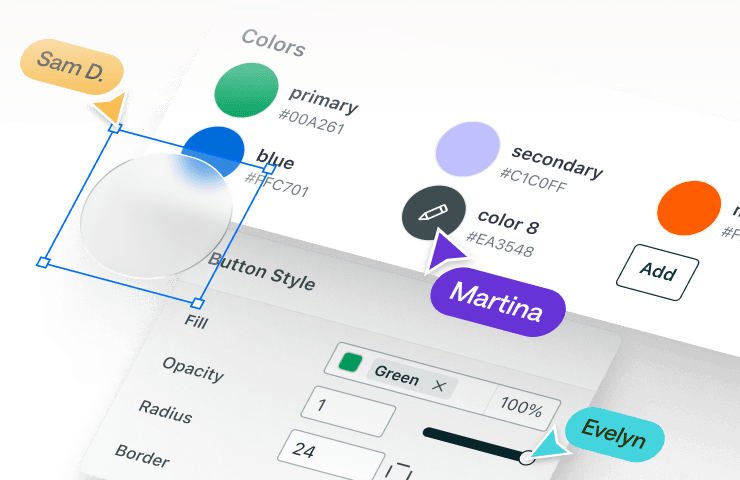 Colors
Sam D.
primary
#00A261
blue
#FFC701
secondary
#C1C0FF
color 8
#EA3548
Add
Martina
Button Style
Fill
Green
100%
Opacity
1
Radius
24
Border
Evelyn